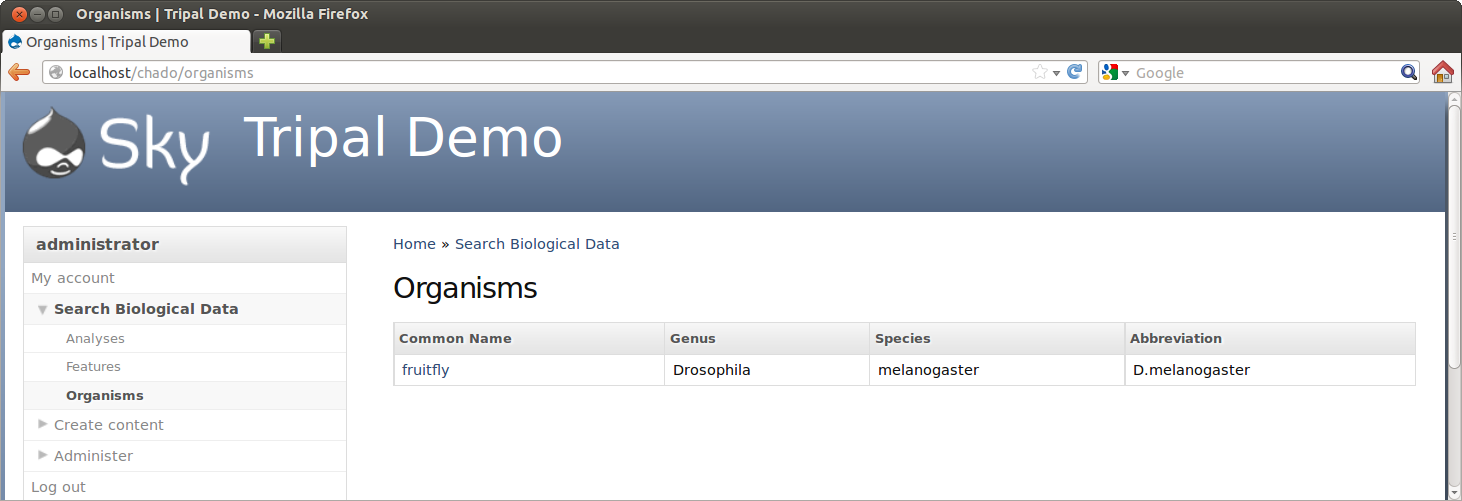 Organisms | Tripal Demo - Mozilla Firefox
Organisms | Tripal Demo
localhost/chado/organisms
Google
Sky Tripal Demo
administrator
My account
Search Biological Data
Analyses
Features
Organisms
Create content
Administer
Log out
Home » Search Biological Data
Organisms
Common Name Genus Species Abbreviation
fruitfly Drosophila melanogaster D.melanogaster